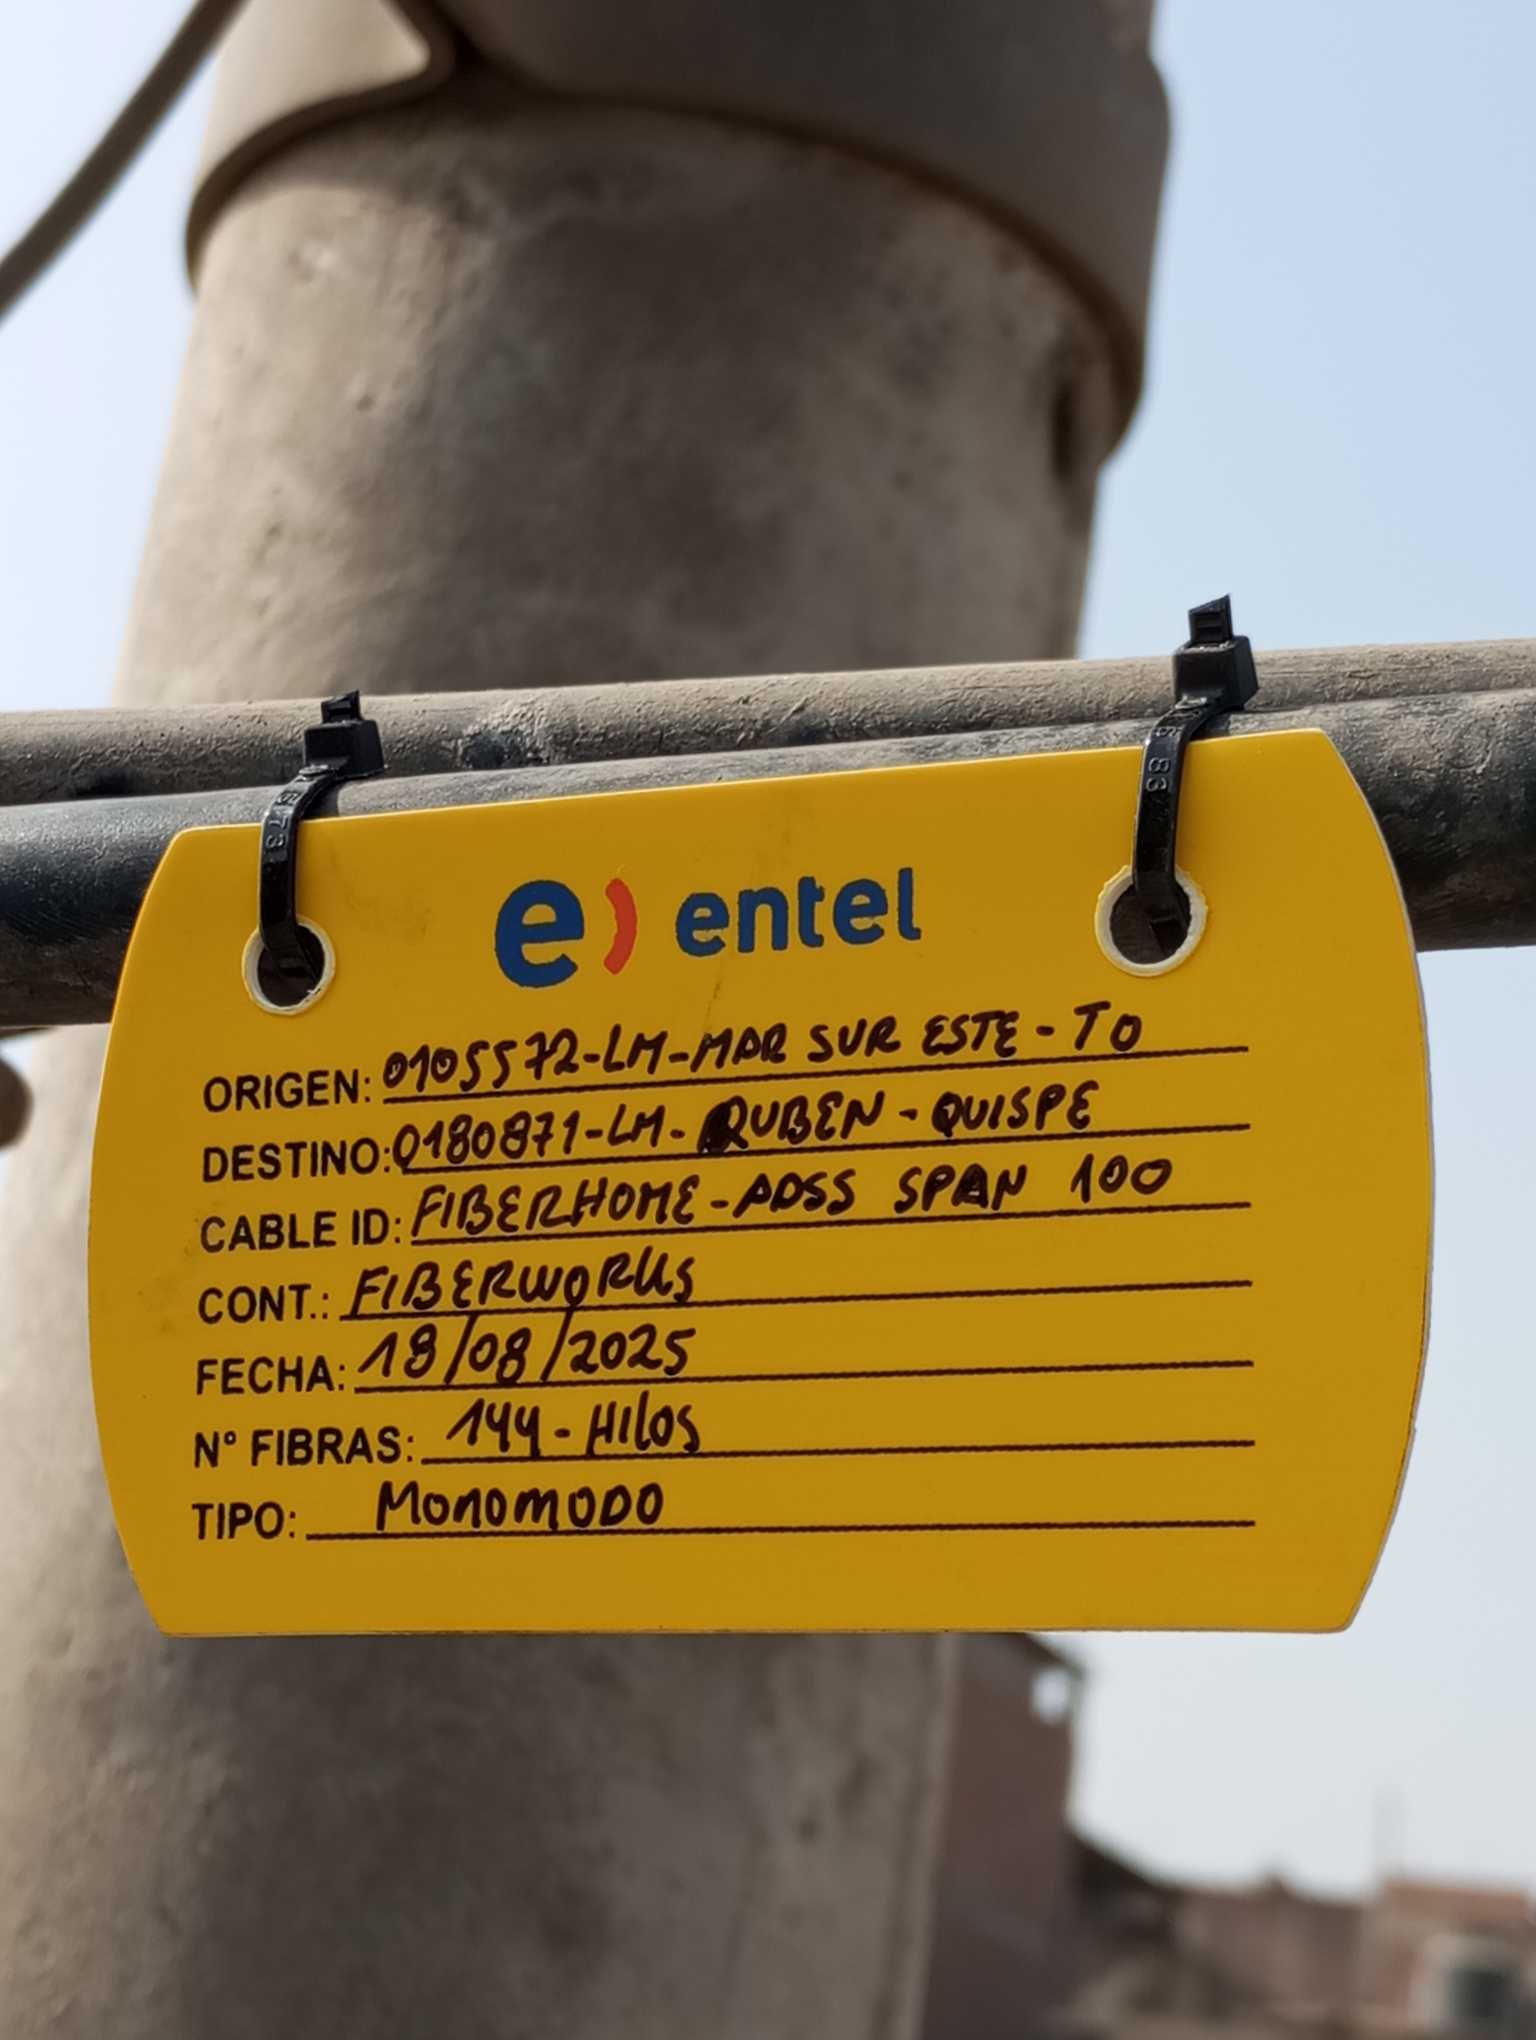 e) entel
ORIGEN: 0105572-LM-MAR SUR ESTE-TO
DESTINO: 0180871-LM-RUBEN-QUISPE
CABLE ID: FIBERHOME-ADSS SPAN 100
CONT.: FIBERWORKS
FECHA: 18/08/2025
N° FIBRAS: 144-HILOS
TIPO: MONOMODO